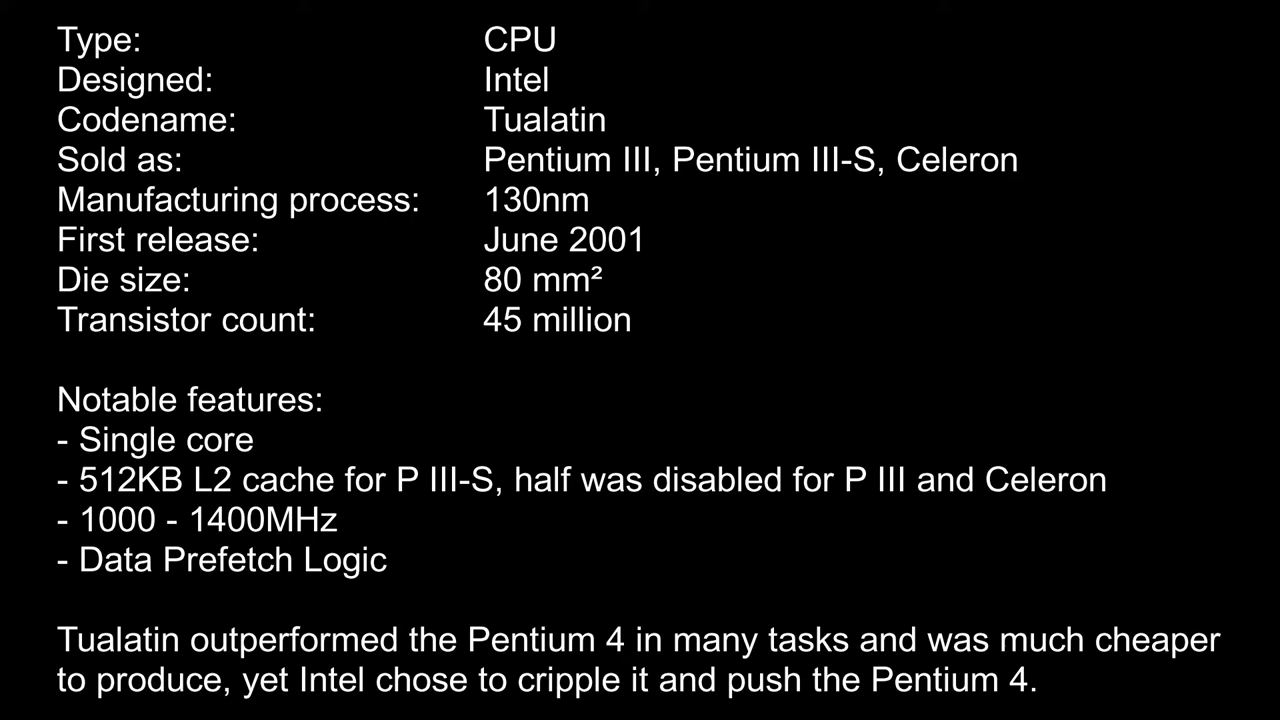 Type: CPU
Designed: Intel
Codename: Tualatin
Sold as: Pentium III, Pentium III-S, Celeron
Manufacturing process: 130nm
First release: June 2001
Die size: 80 mm²
Transistor count: 45 million
Notable features:
- Single core
- 512KB L2 cache for P III-S, half was disabled for P III and Celeron
- 1000 - 1400MHz
- Data Prefetch Logic
Tualatin outperformed the Pentium 4 in many tasks and was much cheaper
to produce, yet Intel chose to cripple it and push the Pentium 4.